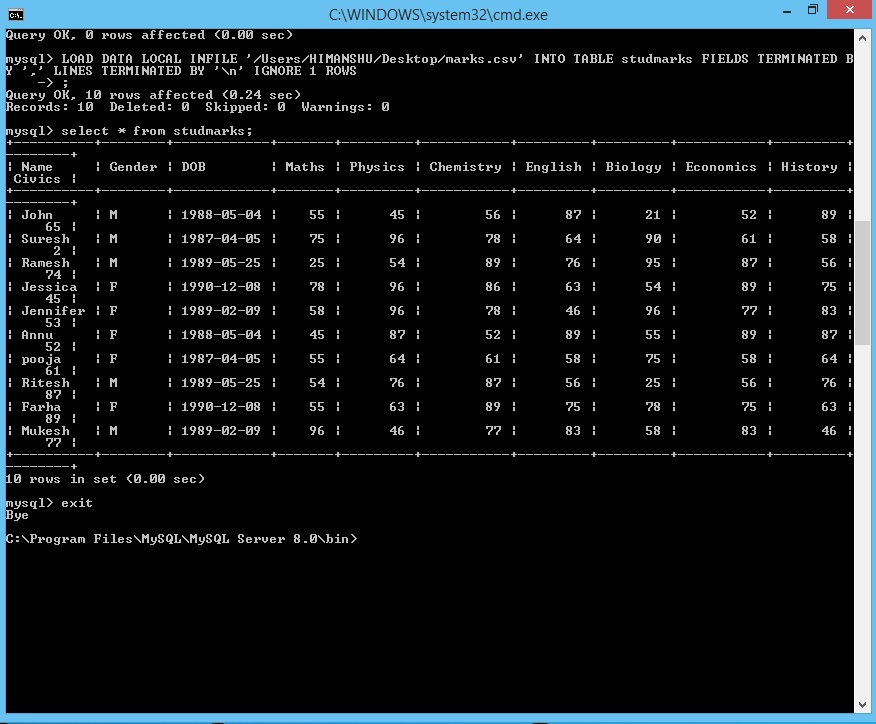 C:\WINDOWS\system32\cmd.exe
Query OK, 0 rows affected (0.00 sec)
mysql> LOAD DATA LOCAL INFILE '/Users/HIMANSHU/Desktop/marks.csv' INTO TABLE studmarks FIELDS TERMINATED B
Y ',' LINES TERMINATED BY '\n' IGNORE 1 ROWS
    -> ;
Query OK, 10 rows affected (0.24 sec)
Records: 10  Deleted: 0  Skipped: 0  Warnings: 0
mysql> select * from studmarks;
+----------+--------+------------+-------+---------+-----------+---------+---------+-----------+---------+
--------+
| Name     | Gender | DOB        | Maths | Physics | Chemistry | English | Biology | Economics | History |
 Civics |
+----------+--------+------------+-------+---------+-----------+---------+---------+-----------+---------+
--------+
| John     | M      | 1988-05-04 |    55 |      45 |        56 |      87 |      21 |        52 |      89 |
     65 |
| Suresh   | M      | 1987-04-05 |    75 |      96 |        78 |      64 |      90 |        61 |      58 |
      2 |
| Ramesh   | M      | 1989-05-25 |    25 |      54 |        89 |      76 |      95 |        87 |      56 |
     74 |
| Jessica  | F      | 1990-12-08 |    78 |      96 |        86 |      63 |      54 |        89 |      75 |
     45 |
| Jennifer | F      | 1989-02-09 |    58 |      96 |        78 |      46 |      96 |        77 |      83 |
     53 |
| Annu     | F      | 1988-05-04 |    45 |      87 |        52 |      89 |      55 |        89 |      87 |
     52 |
| pooja    | F      | 1987-04-05 |    55 |      64 |        61 |      58 |      75 |        58 |      64 |
     61 |
| Ritesh   | M      | 1989-05-25 |    54 |      76 |        87 |      56 |      25 |        56 |      76 |
     87 |
| Farha    | F      | 1990-12-08 |    55 |      63 |        89 |      75 |      78 |        75 |      63 |
     89 |
| Mukesh   | M      | 1989-02-09 |    96 |      46 |        77 |      83 |      58 |        83 |      46 |
     77 |
+----------+--------+------------+-------+---------+-----------+---------+---------+-----------+---------+
--------+
10 rows in set (0.00 sec)
mysql> exit
Bye
C:\Program Files\MySQL\MySQL Server 8.0\bin>